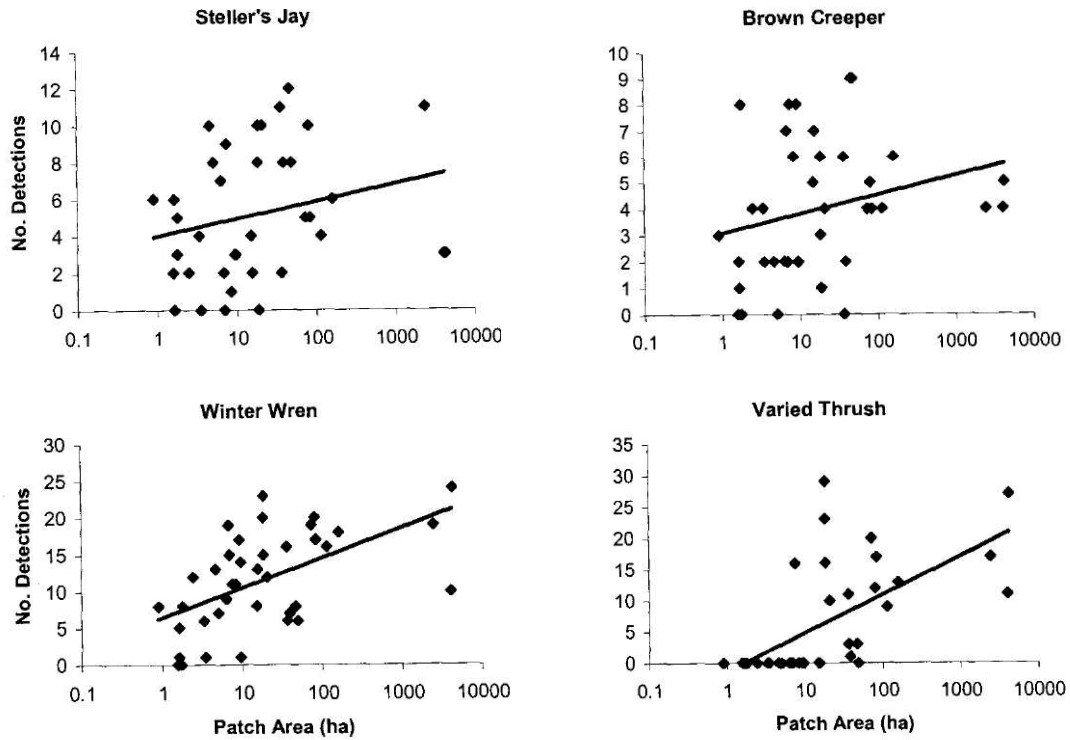 Steller's Jay
14
12
10
8
6
4
2
0
No. Detections
0.1 1 10 100 1000 10000
Brown Creeper
10
9
8
7
6
5
4
3
2
1
0
0.1 1 10 100 1000 10000
Winter Wren
30
25
20
15
10
5
0
No. Detections
0.1 1 10 100 1000 10000
Patch Area (ha)
Varied Thrush
35
30
25
20
15
10
5
0
0.1 1 10 100 1000 10000
Patch Area (ha)